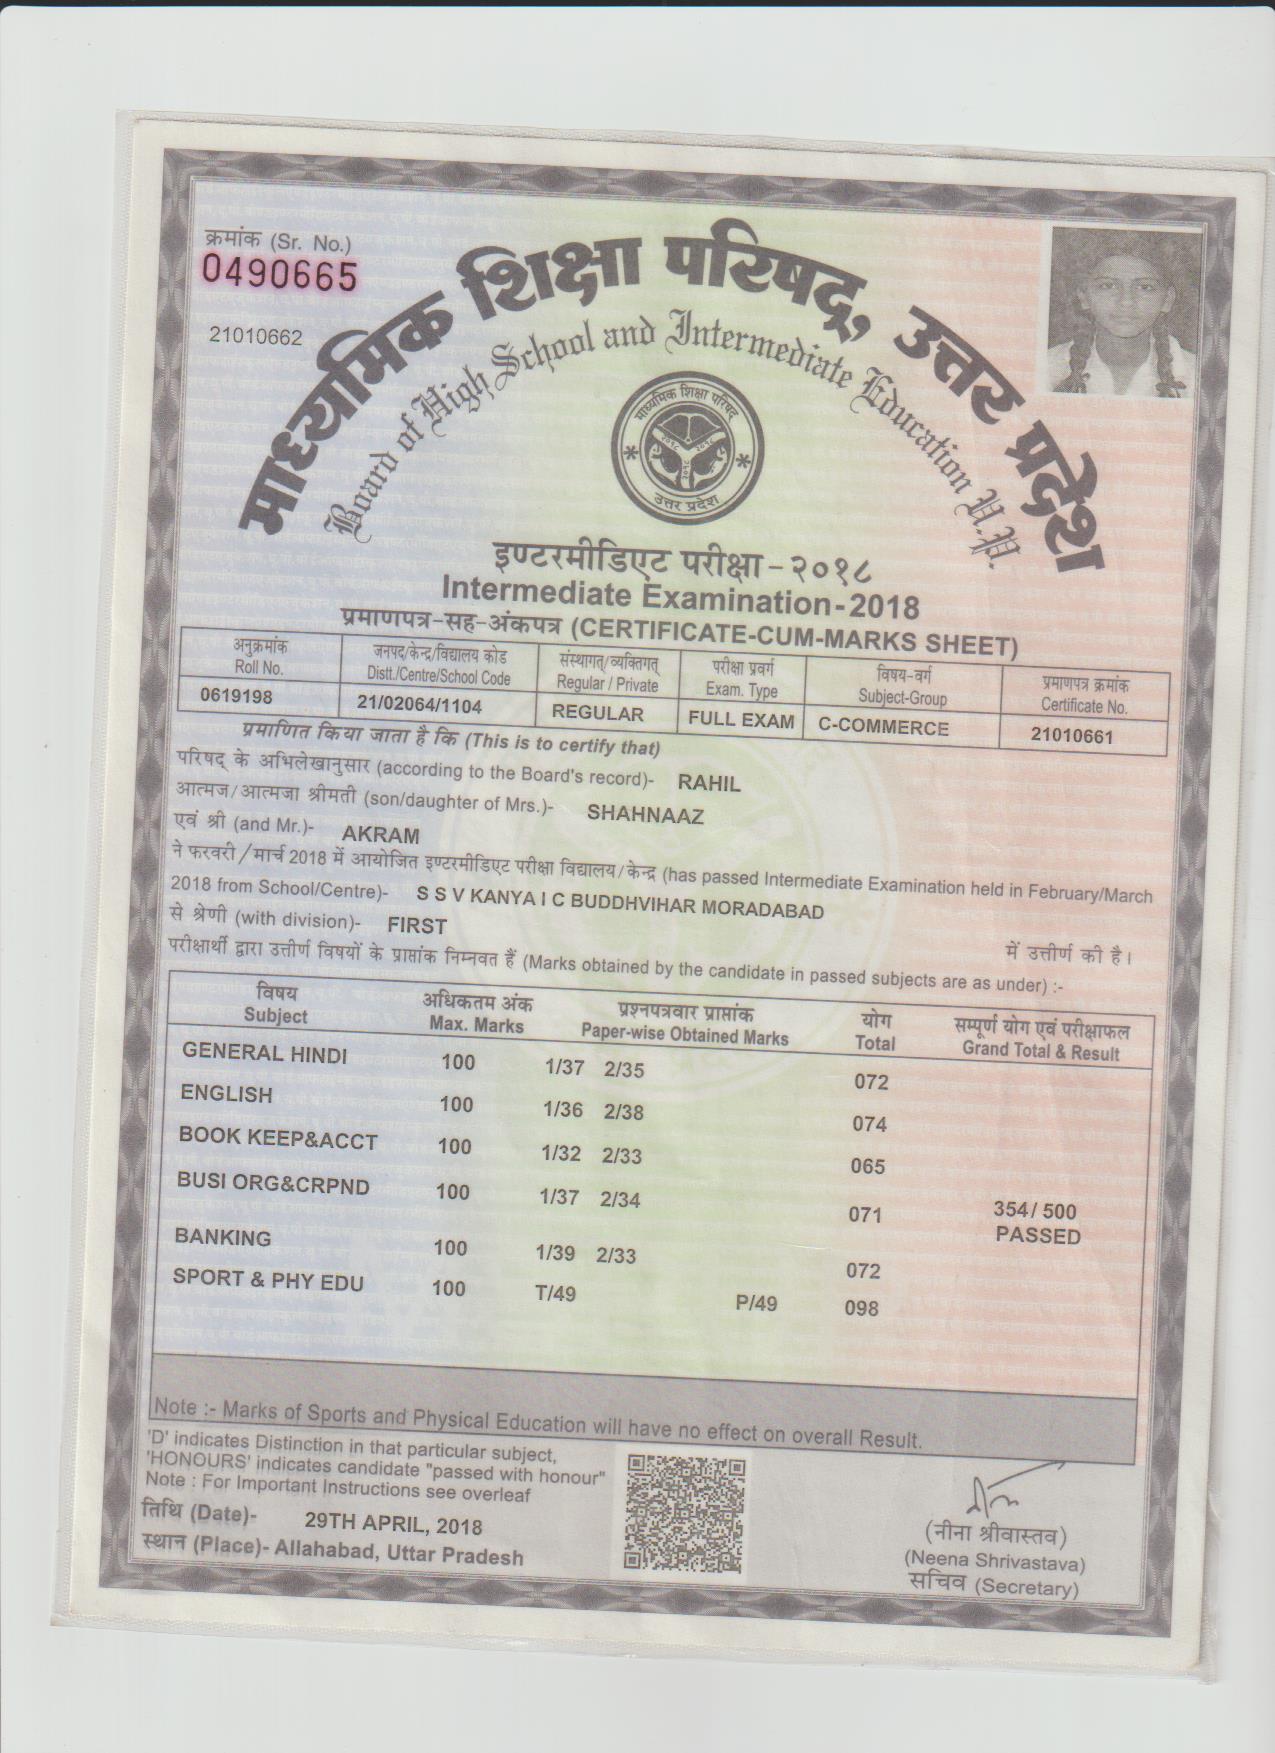 क्रमांक (Sr. No.)
0490665
21010662
माध्यमिक शिक्षा परिषद्, उत्तर प्रदेश
Board of High School and Intermediate Education U.P.
माध्यमिक शिक्षा परिषद्
२०१८ २०१८
२०१८
उत्तर प्रदेश
इण्टरमीडिएट परीक्षा - २०१८
Intermediate Examination-2018
प्रमाणपत्र-सह-अंकपत्र (CERTIFICATE-CUM-MARKS SHEET)
अनुक्रमांक जनपद/केन्द्र/विद्यालय कोड संस्थागत्/व्यक्तिगत् परीक्षा प्रवर्ग विषय-वर्ग प्रमाणपत्र क्रमांक
Roll No. Distt./Centre/School Code Regular / Private Exam. Type Subject-Group Certificate No.
0619198 21/02064/1104 REGULAR FULL EXAM C-COMMERCE 21010661
प्रमाणित किया जाता है कि (This is to certify that)
परिषद् के अभिलेखानुसार (according to the Board's record)- RAHIL
आत्मज/आत्मजा श्रीमती (son/daughter of Mrs.)- SHAHNAAZ
एवं श्री (and Mr.)- AKRAM
ने फरवरी/मार्च 2018 में आयोजित इण्टरमीडिएट परीक्षा विद्यालय/केन्द्र (has passed Intermediate Examination held in February/March
2018 from School/Centre)- S S V KANYA I C BUDDHVIHAR MORADABAD
से श्रेणी (with division)- FIRST में उत्तीर्ण की है।
परीक्षार्थी द्वारा उत्तीर्ण विषयों के प्राप्तांक निम्नवत हैं (Marks obtained by the candidate in passed subjects are as under) :-
विषय अधिकतम अंक प्रश्नपत्रवार प्राप्तांक योग सम्पूर्ण योग एवं परीक्षाफल
Subject Max. Marks Paper-wise Obtained Marks Total Grand Total & Result
GENERAL HINDI 100 1/37 2/35 072
ENGLISH 100 1/36 2/38 074
BOOK KEEP&ACCT 100 1/32 2/33 065
BUSI ORG&CRPND 100 1/37 2/34 071 354/ 500
PASSED
BANKING 100 1/39 2/33 072
SPORT & PHY EDU 100 T/49 P/49 098
Note :- Marks of Sports and Physical Education will have no effect on overall Result.
'D' indicates Distinction in that particular subject,
'HONOURS' indicates candidate "passed with honour"
Note : For Important Instructions see overleaf
तिथि (Date)- 29TH APRIL, 2018
स्थान (Place)- Allahabad, Uttar Pradesh
(नीना श्रीवास्तव)
(Neena Shrivastava)
सचिव (Secretary)